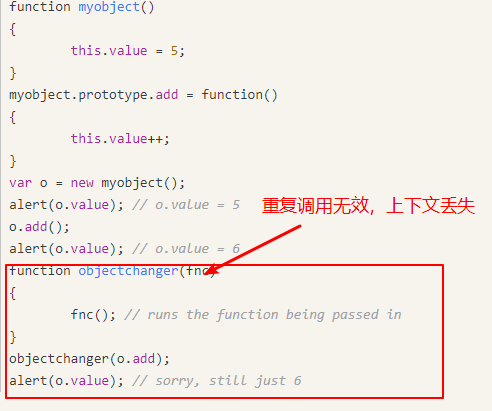 function myobject()
{
        this.value = 5;
}
myobject.prototype.add = function()
{
        this.value++;
}
var o = new myobject();
alert(o.value); // o.value = 5
o.add();
alert(o.value); // o.value = 6
重复调用无效，上下文丢失
function objectchanger(fnc)
{
        fnc(); // runs the function being passed in
}
objectchanger(o.add);
alert(o.value); // sorry, still just 6